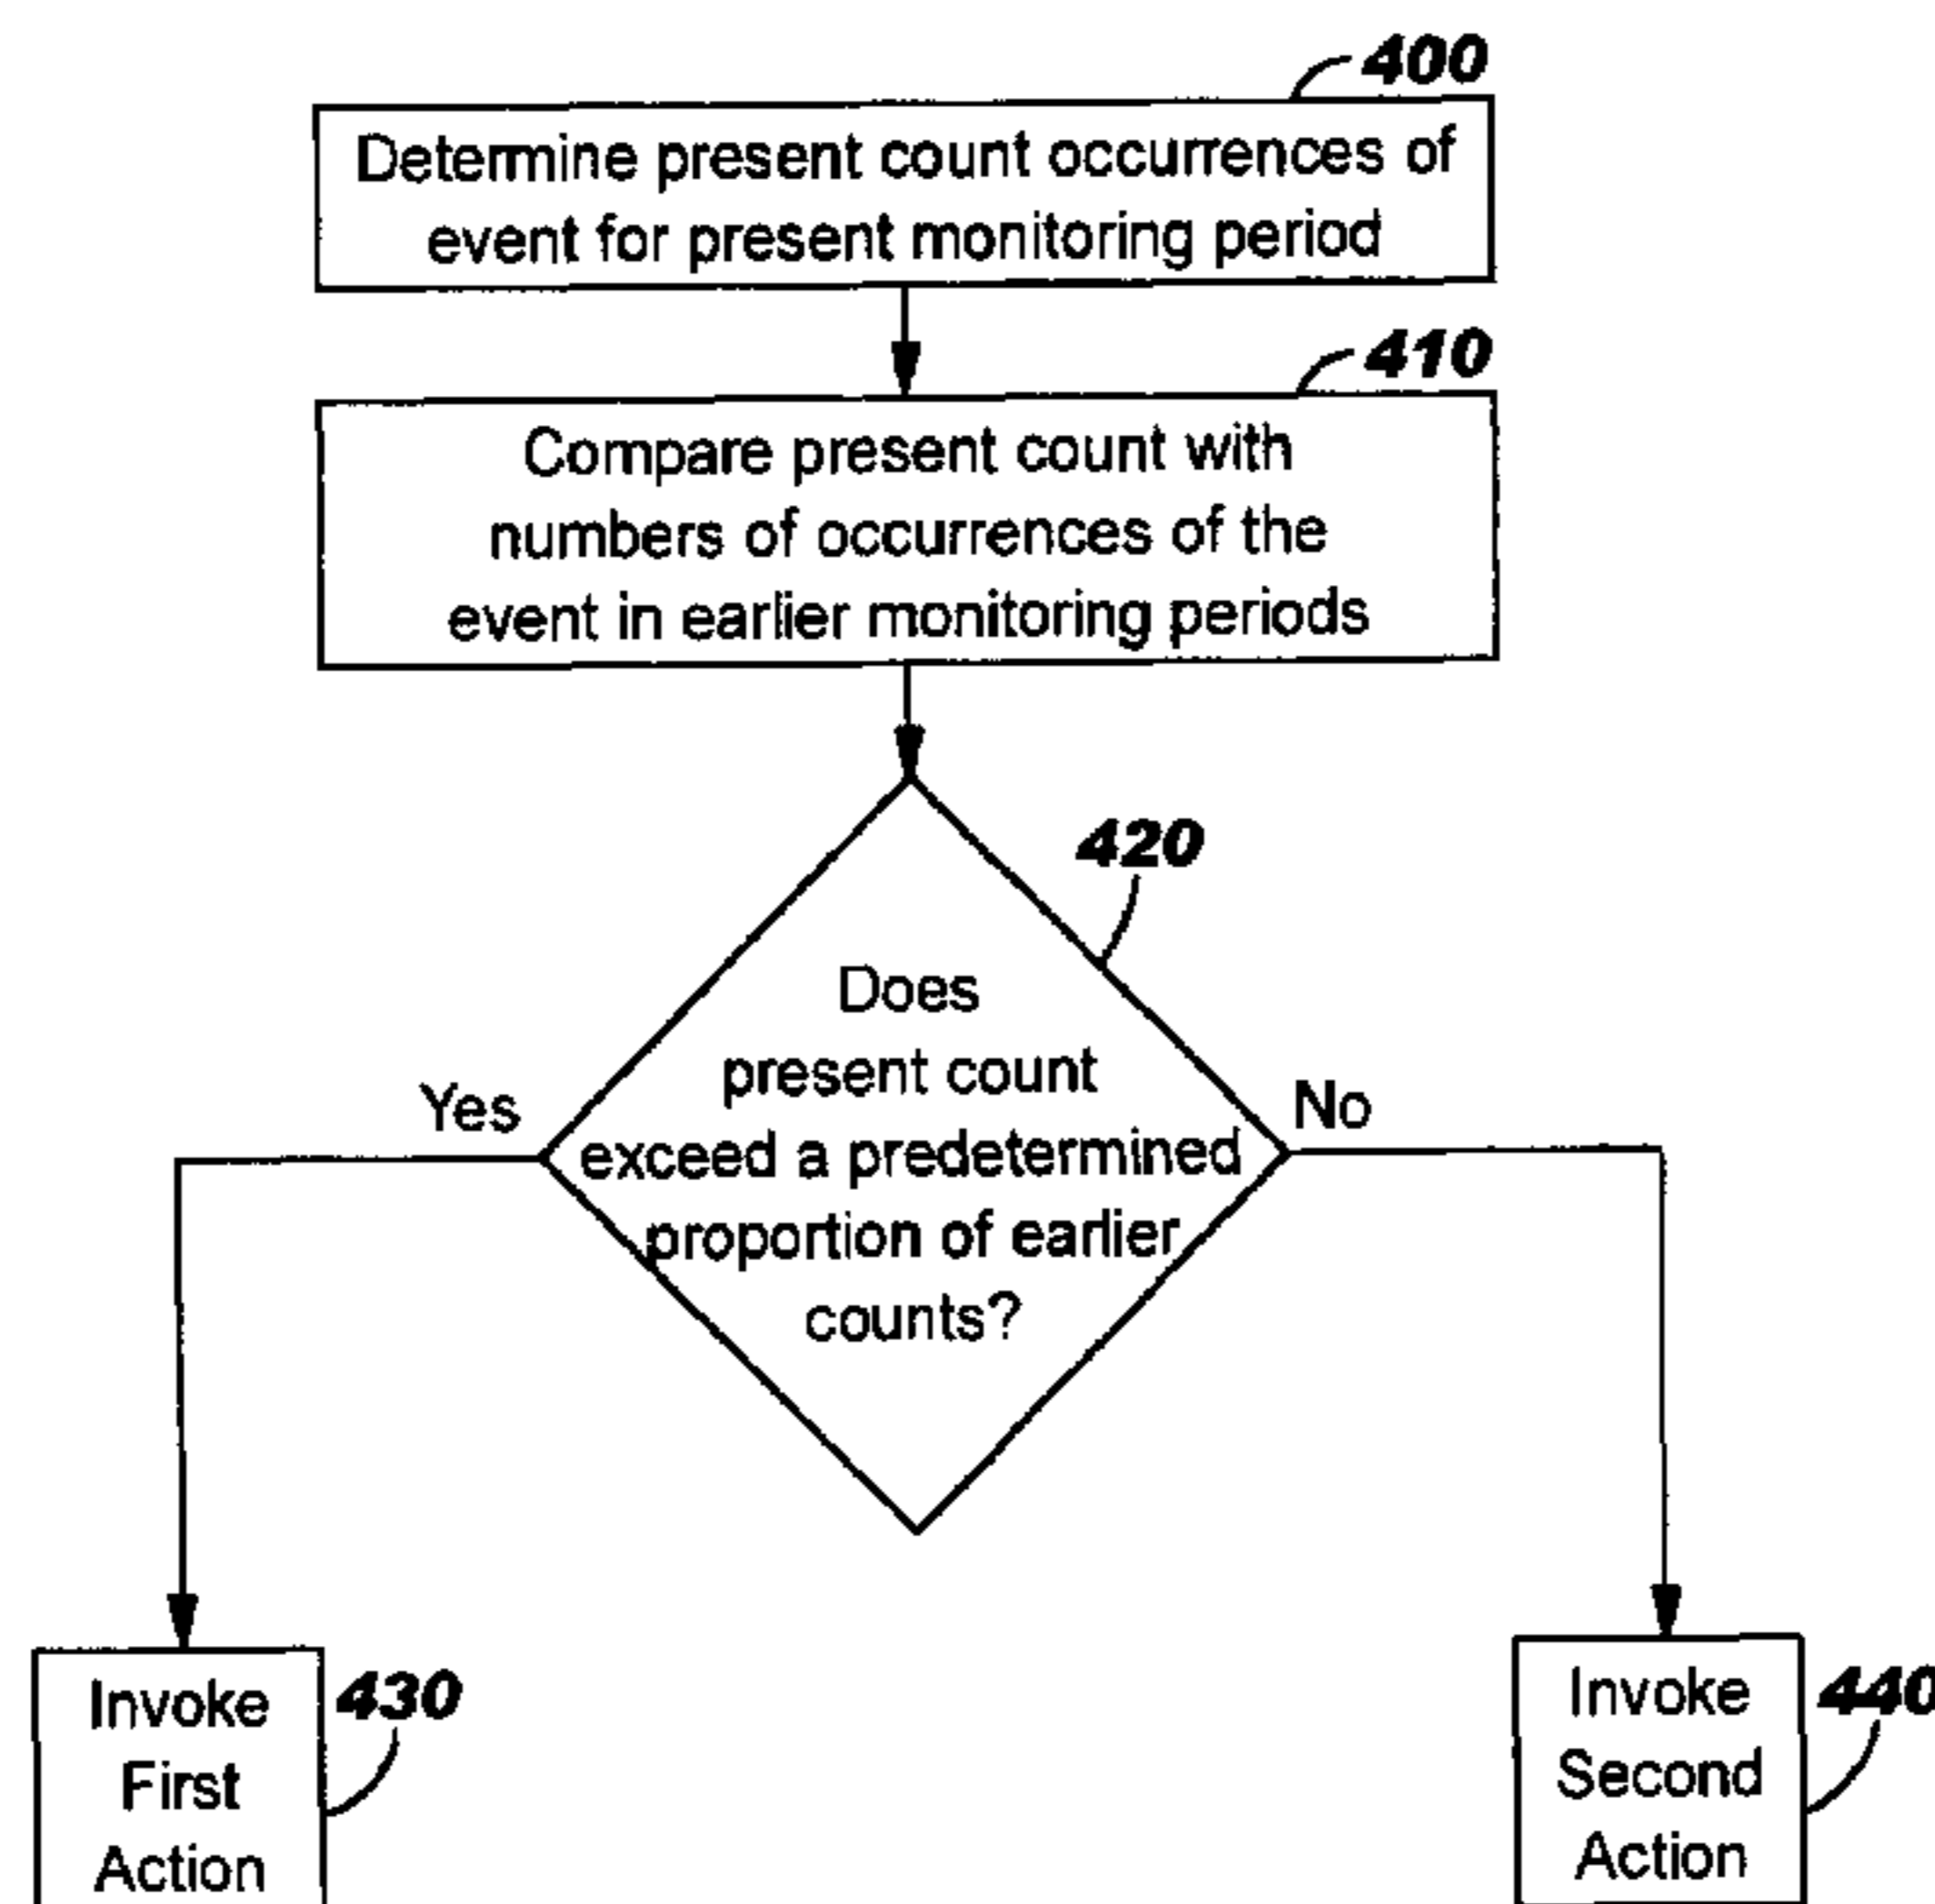 400
Determine present count occurrences of
event for present monitoring period
410
Compare present count with
numbers of occurrences of the
event in earlier monitoring periods
420
Does
present count
exceed a predetermined
proportion of earlier
counts?
Yes
No
Invoke
First
Action
430
Invoke
Second
Action
440